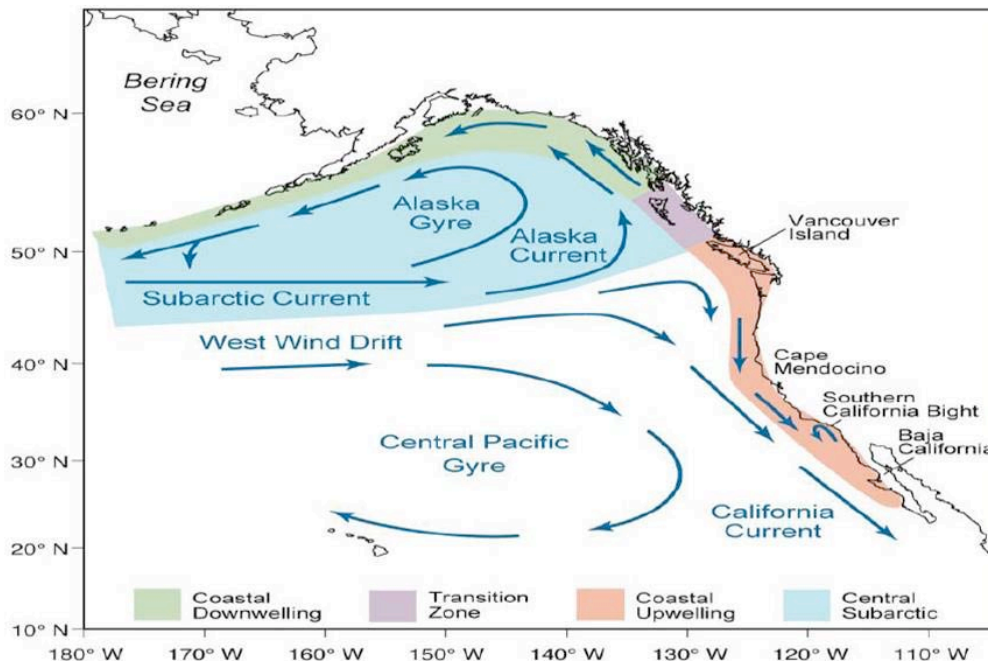 Bering
Sea
60° N
Alaska
Gyre
Alaska
Current
Vancouver
Island
50° N
Subarctic Current
West Wind Drift
40° N
Cape
Mendocino
Southern
California Bight
Baja
California
Central Pacific
Gyre
30° N
California
Current
20° N
Coastal
Downwelling
Transition
Zone
Coastal
Upwelling
Central
Subarctic
10° N
180° W 170° W 160° W 150° W 140° W 130° W 120° W 110° W